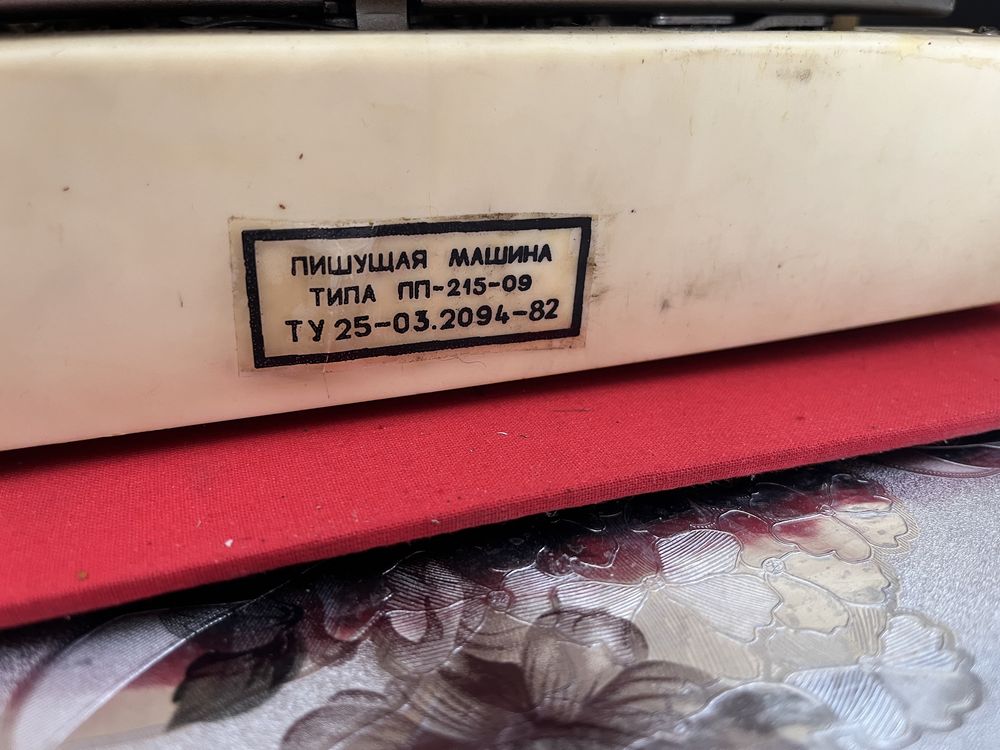 ПИШУЩАЯ МАШИНА
ТИПА ПП-215-09
ТУ 25-03.2094-82